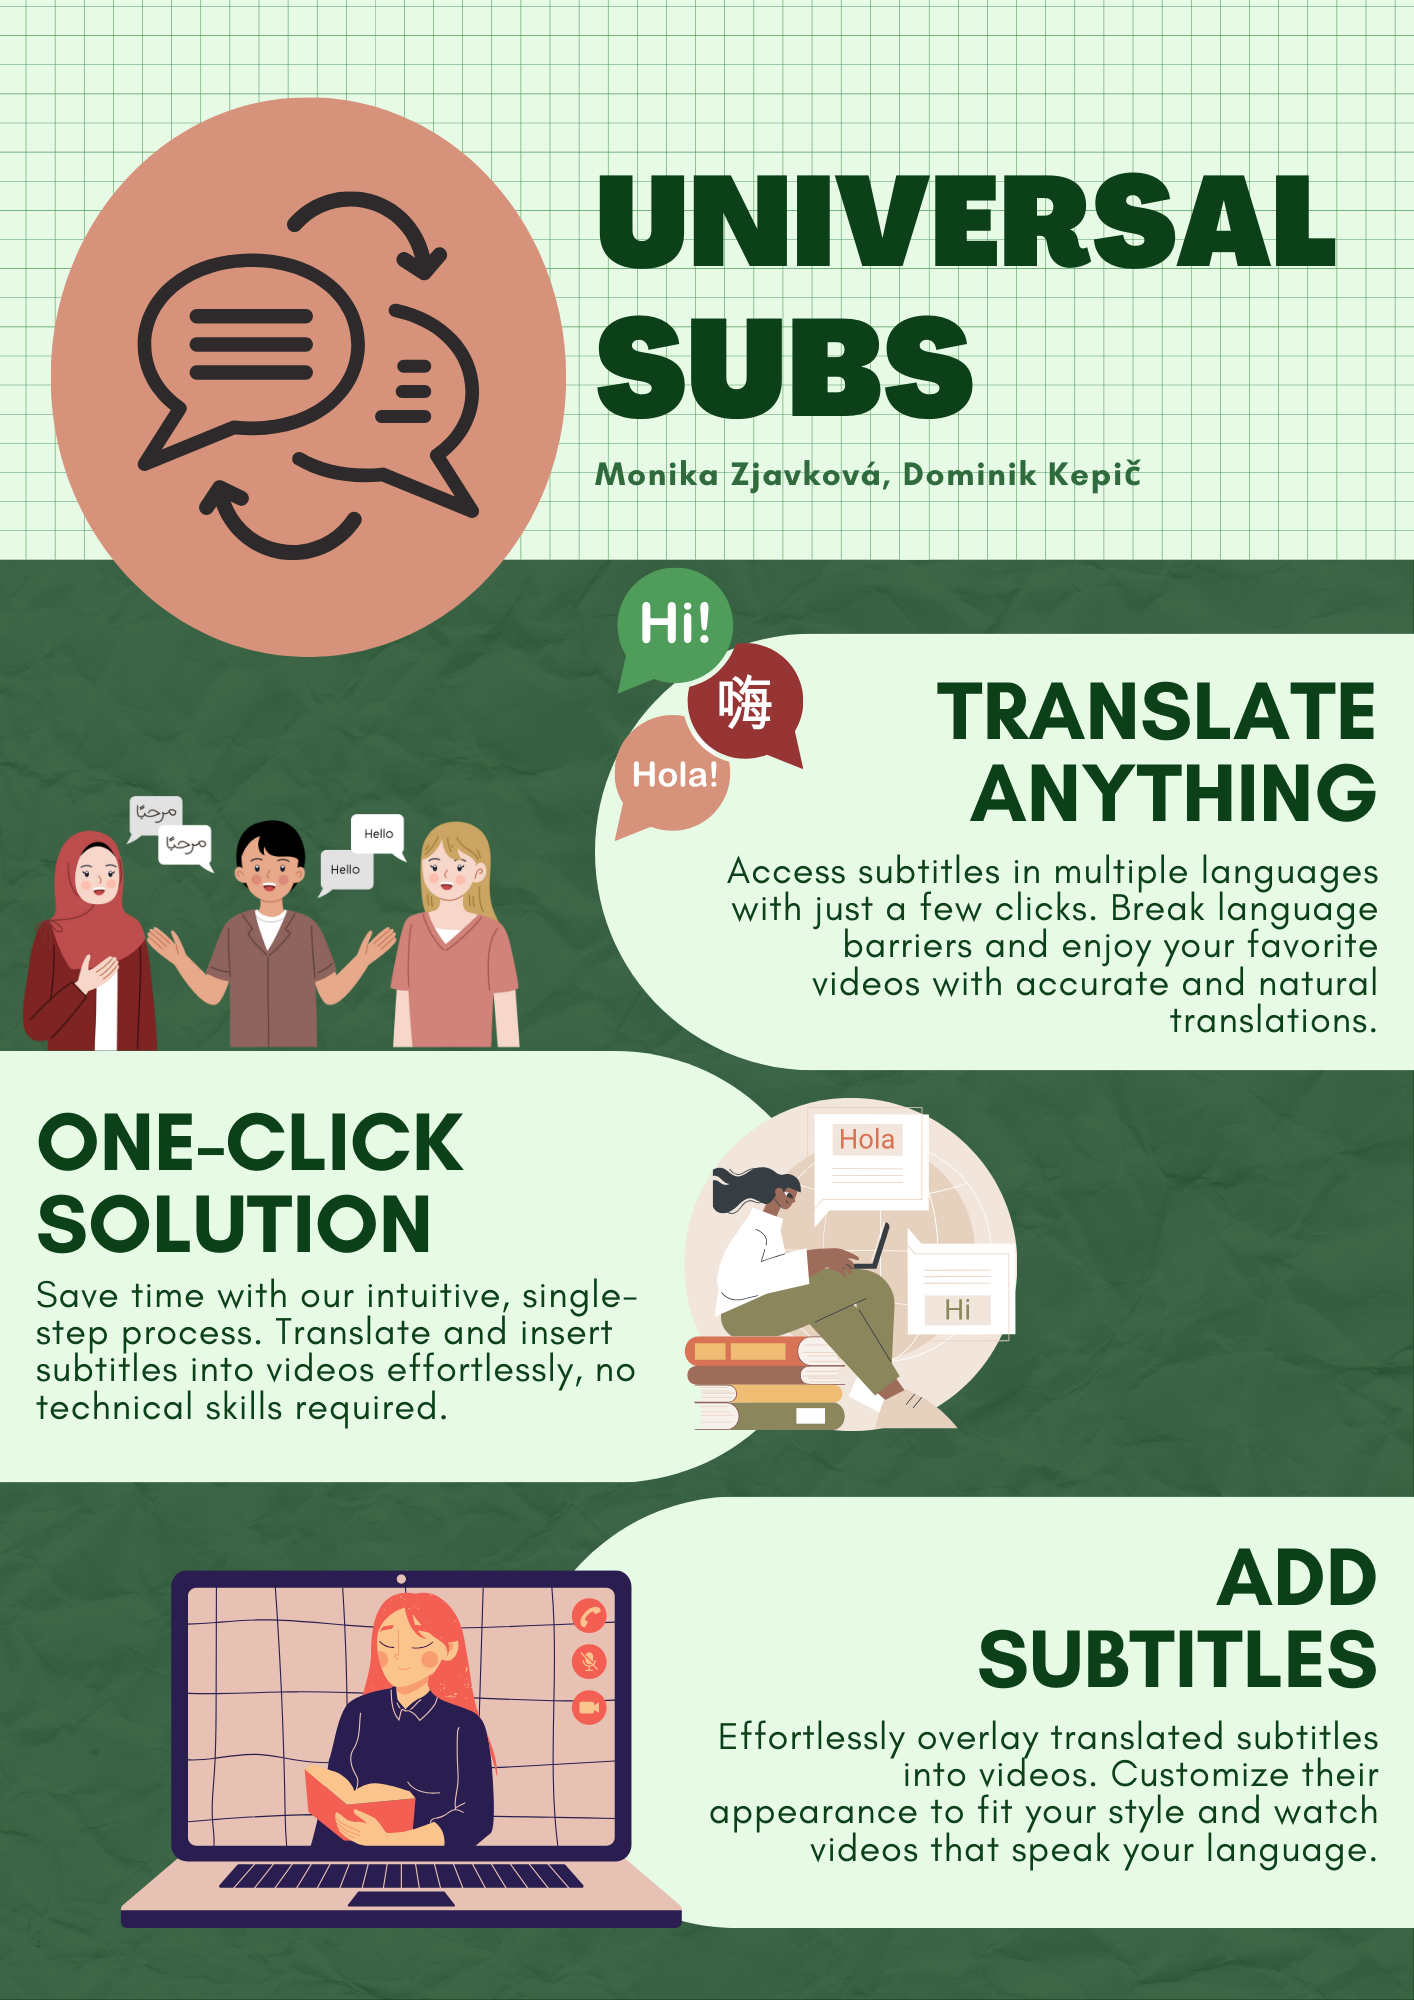 UNIVERSAL
SUBS
Monika Zjavková, Dominik Kepič
Hi!
嗨
Hola!
TRANSLATE
ANYTHING
Access subtitles in multiple languages
with just a few clicks. Break language
barriers and enjoy your favorite
videos with accurate and natural
translations.
مرحبًا
مرحبًا
Hello
Hello
ONE-CLICK
SOLUTION
Save time with our intuitive, single-
step process. Translate and insert
subtitles into videos effortlessly, no
technical skills required.
Hola
Hi
ADD
SUBTITLES
Effortlessly overlay translated subtitles
into videos. Customize their
appearance to fit your style and watch
videos that speak your language.